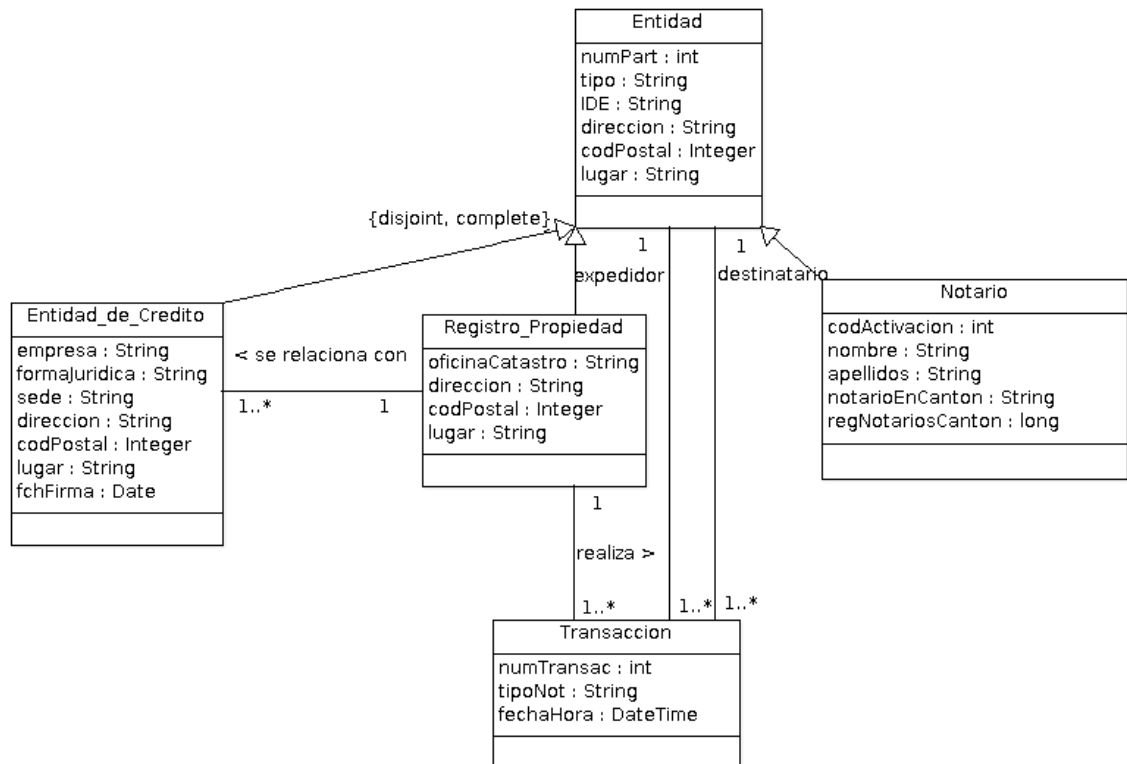 Entidad
numPart : int
tipo : String
IDE : String
direccion : String
codPostal : Integer
lugar : String
{disjoint, complete}
1
1
expedidor
destinatario
Entidad_de_Credito
empresa : String
formaJuridica : String
sede : String
direccion : String
codPostal : Integer
lugar : String
fchFirma : Date
< se relaciona con
1..*
1
Registro_Propiedad
oficinaCatastro : String
direccion : String
codPostal : Integer
lugar : String
Notario
codActivacion : int
nombre : String
apellidos : String
notarioEnCanton : String
regNotariosCanton : long
1
realiza >
1..*
1..*
1..*
Transaccion
numTransac : int
tipoNot : String
fechaHora : DateTime